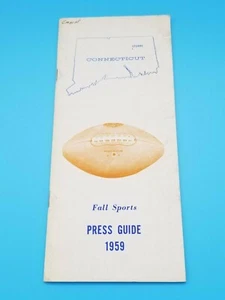 CONNECTICUT
Fall Sports
PRESS GUIDE
1959